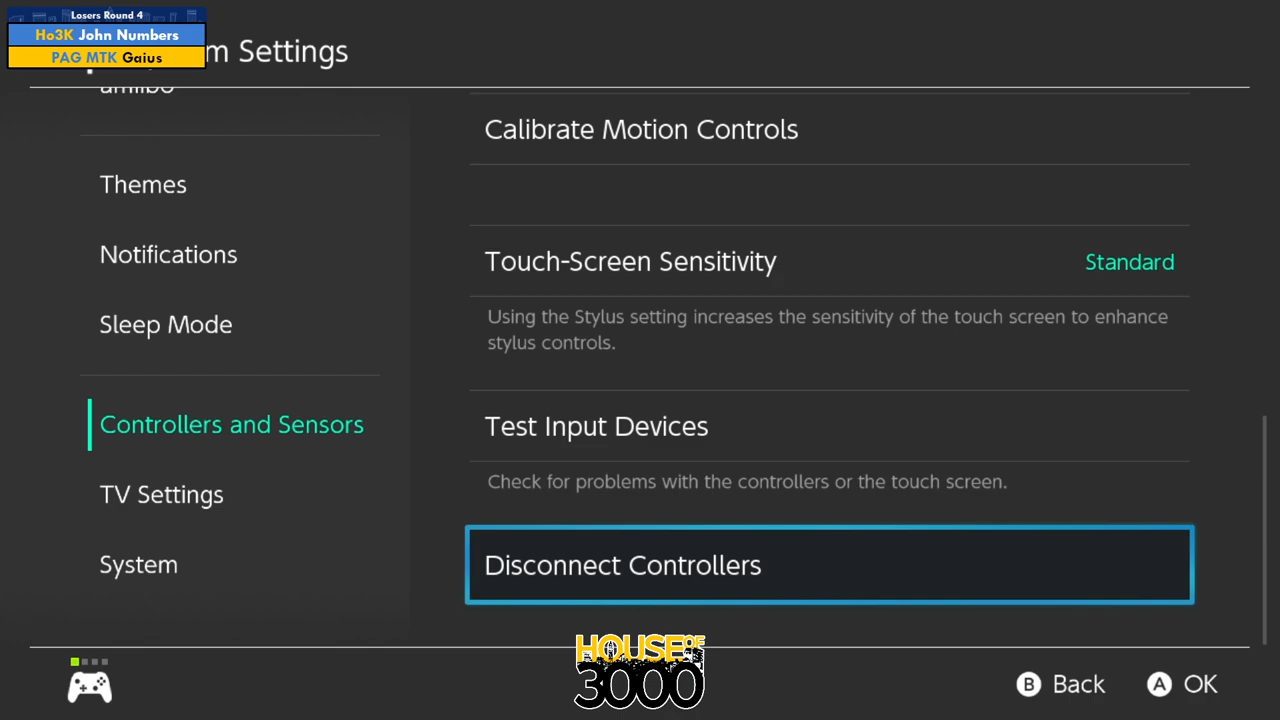 Losers Round 4
Ho3K John Numbers
PAG MTK Gaius
m Settings
amiibo
Themes
Notifications
Sleep Mode
Controllers and Sensors
TV Settings
System
Calibrate Motion Controls
Touch-Screen Sensitivity Standard
Using the Stylus setting increases the sensitivity of the touch screen to enhance
stylus controls.
Test Input Devices
Check for problems with the controllers or the touch screen.
Disconnect Controllers
HOUSE OF
3000
B Back A OK